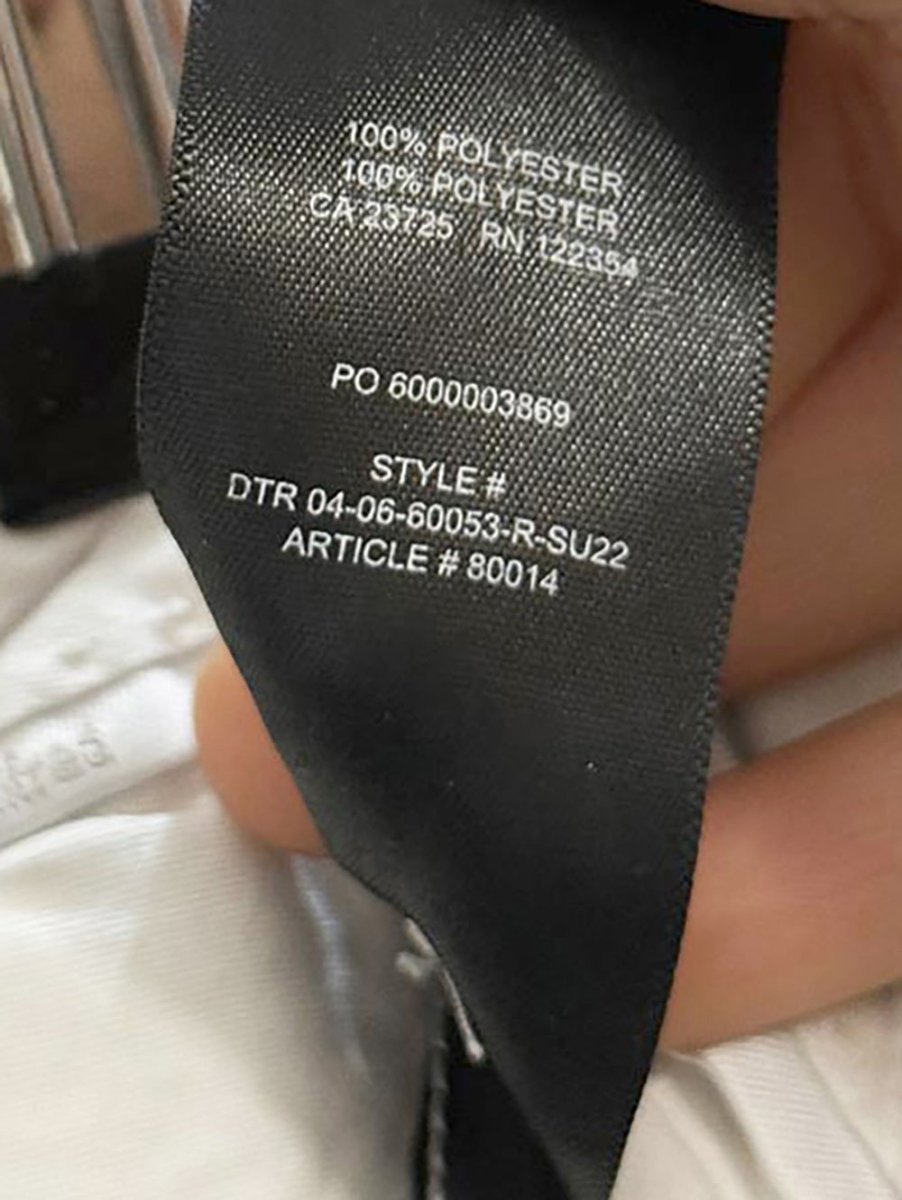 100% POLYESTER
100% POLYESTER
CA 23725 RN 122354
PO 6000003869
STYLE #
DTR 04-06-60053-R-SU22
ARTICLE # 80014